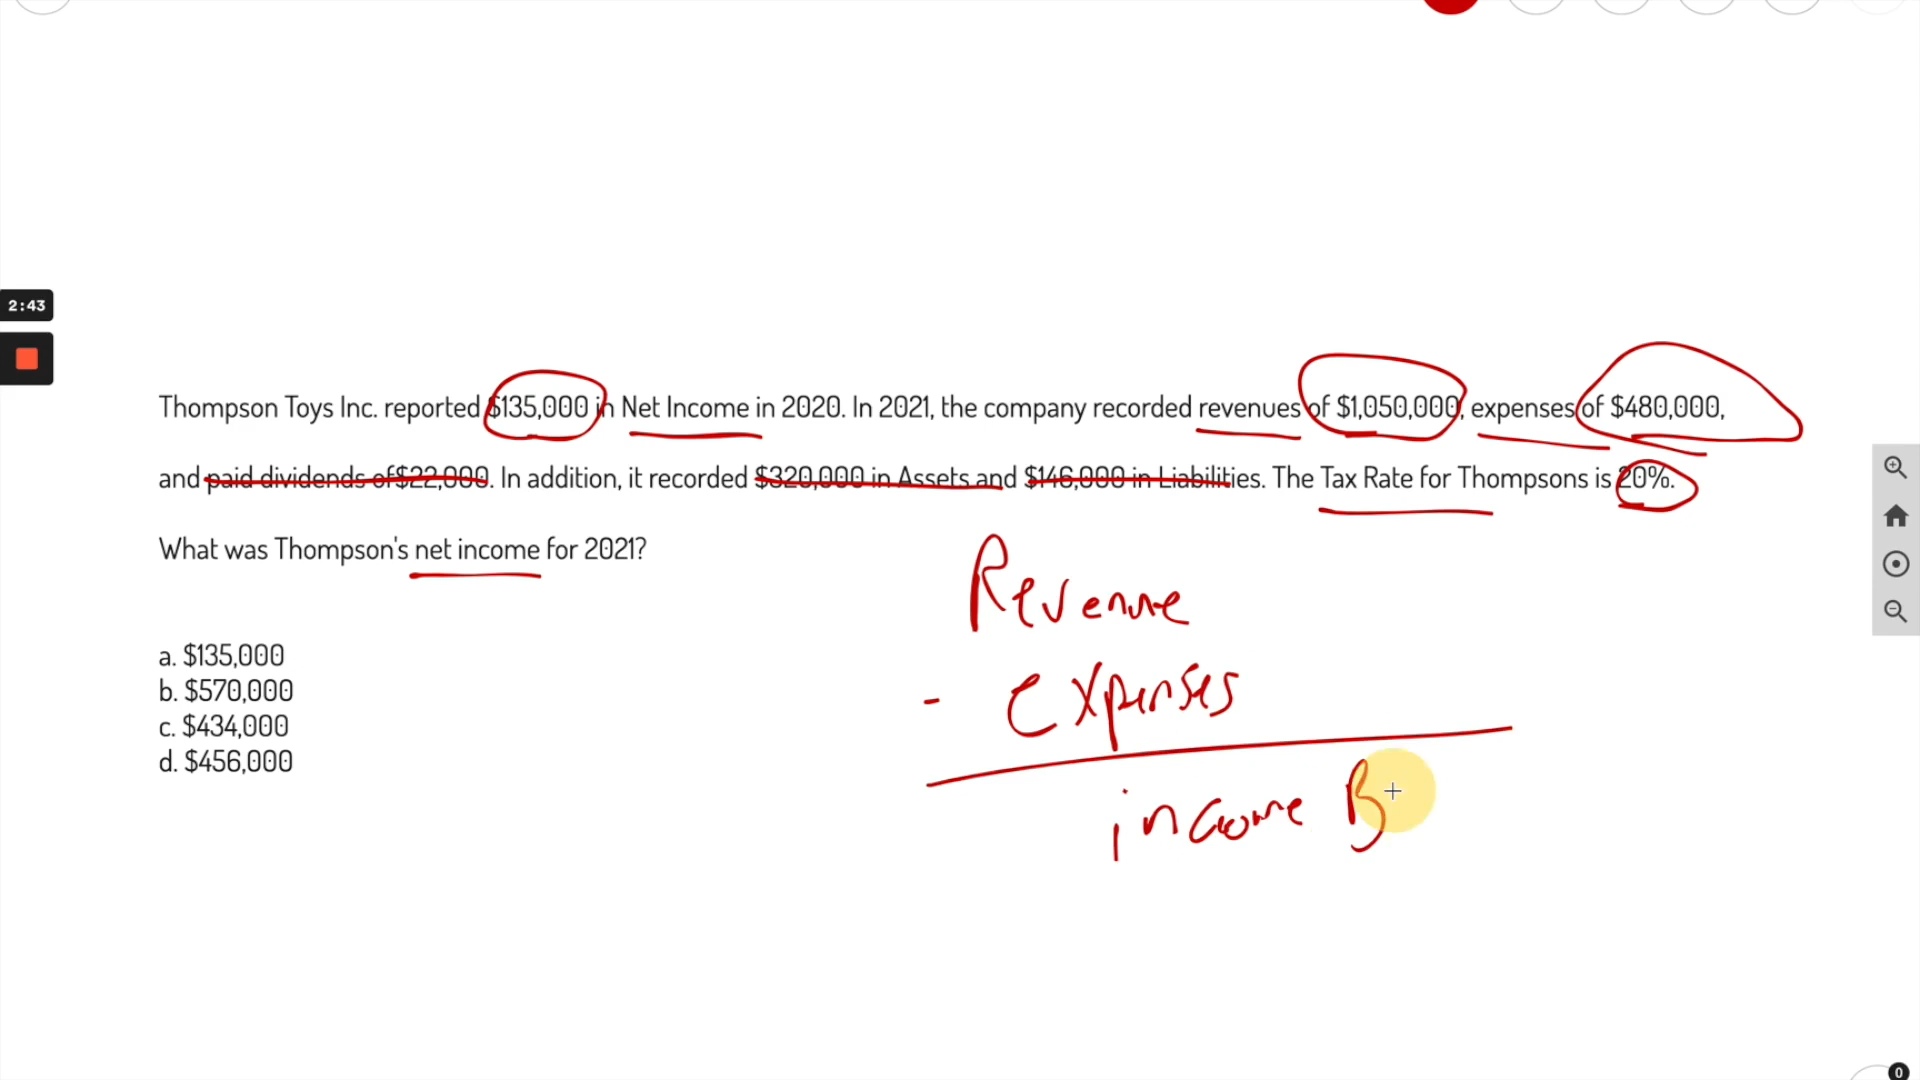 2:43
Thompson Toys Inc. reported $135,000 in Net Income in 2020. In 2021, the company recorded revenues of $1,050,000, expenses of $480,000,
and paid dividends of $22,000. In addition, it recorded $320,000 in Assets and $146,000 in Liabilities. The Tax Rate for Thompsons is 20%.
What was Thompson's net income for 2021?
Revenue
- expenses
income B
a. $135,000
b. $570,000
c. $434,000
d. $456,000
0